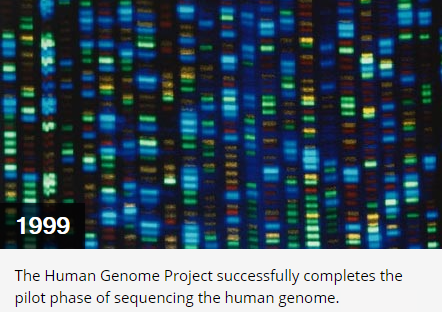 1999
The Human Genome Project successfully completes the
pilot phase of sequencing the human genome.